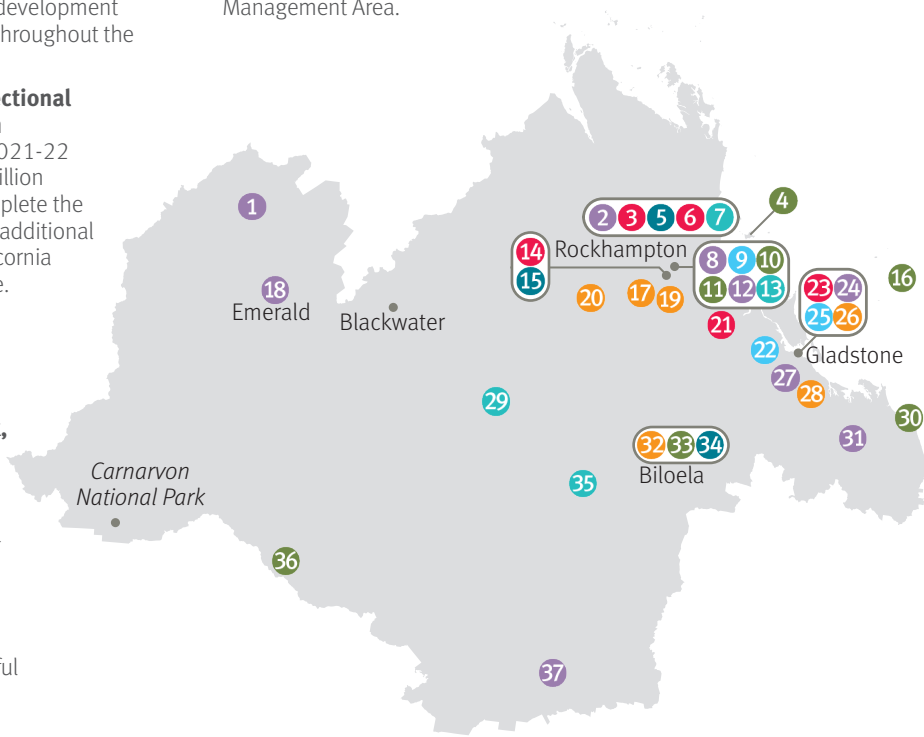 development
throughout the
ctional
021-22
illion
plete the
additional
cornia
e.
Management Area.
1
18
Emerald
Blackwater
2 3 5 6 7
4
14
15
Rockhampton
8 9 10
11 12 13
16
20
17
19
21
23 24
25 26
22
Gladstone
27
28
29
30
31
32 33 34
Biloela
35
Carnarvon
National Park
36
37
ful